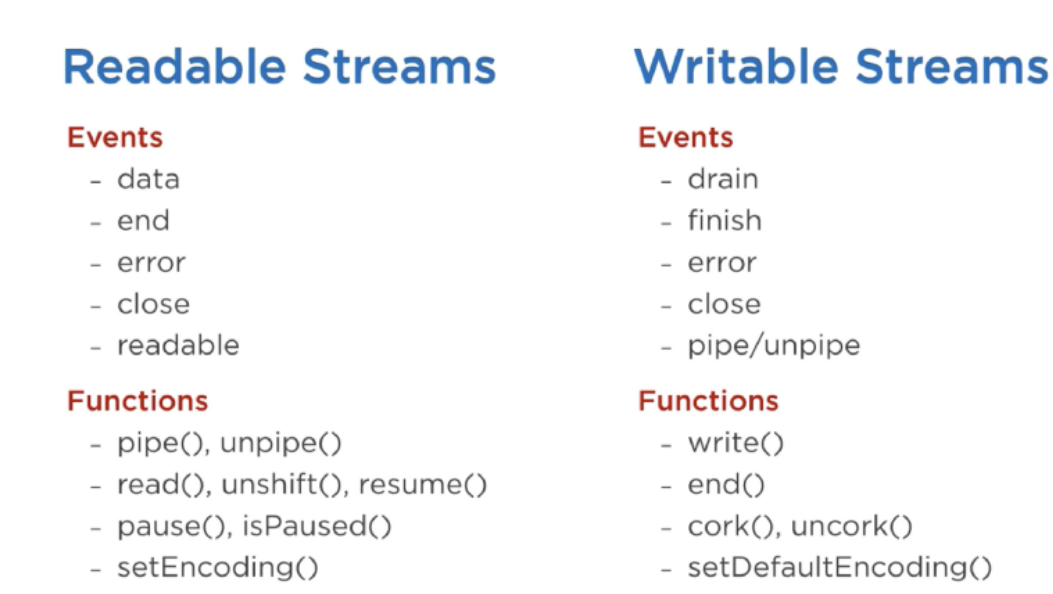 Readable Streams
Events
- data
- end
- error
- close
- readable
Functions
- pipe(), unpipe()
- read(), unshift(), resume()
- pause(), isPaused()
- setEncoding()
Writable Streams
Events
- drain
- finish
- error
- close
- pipe/unpipe
Functions
- write()
- end()
- cork(), uncork()
- setDefaultEncoding()